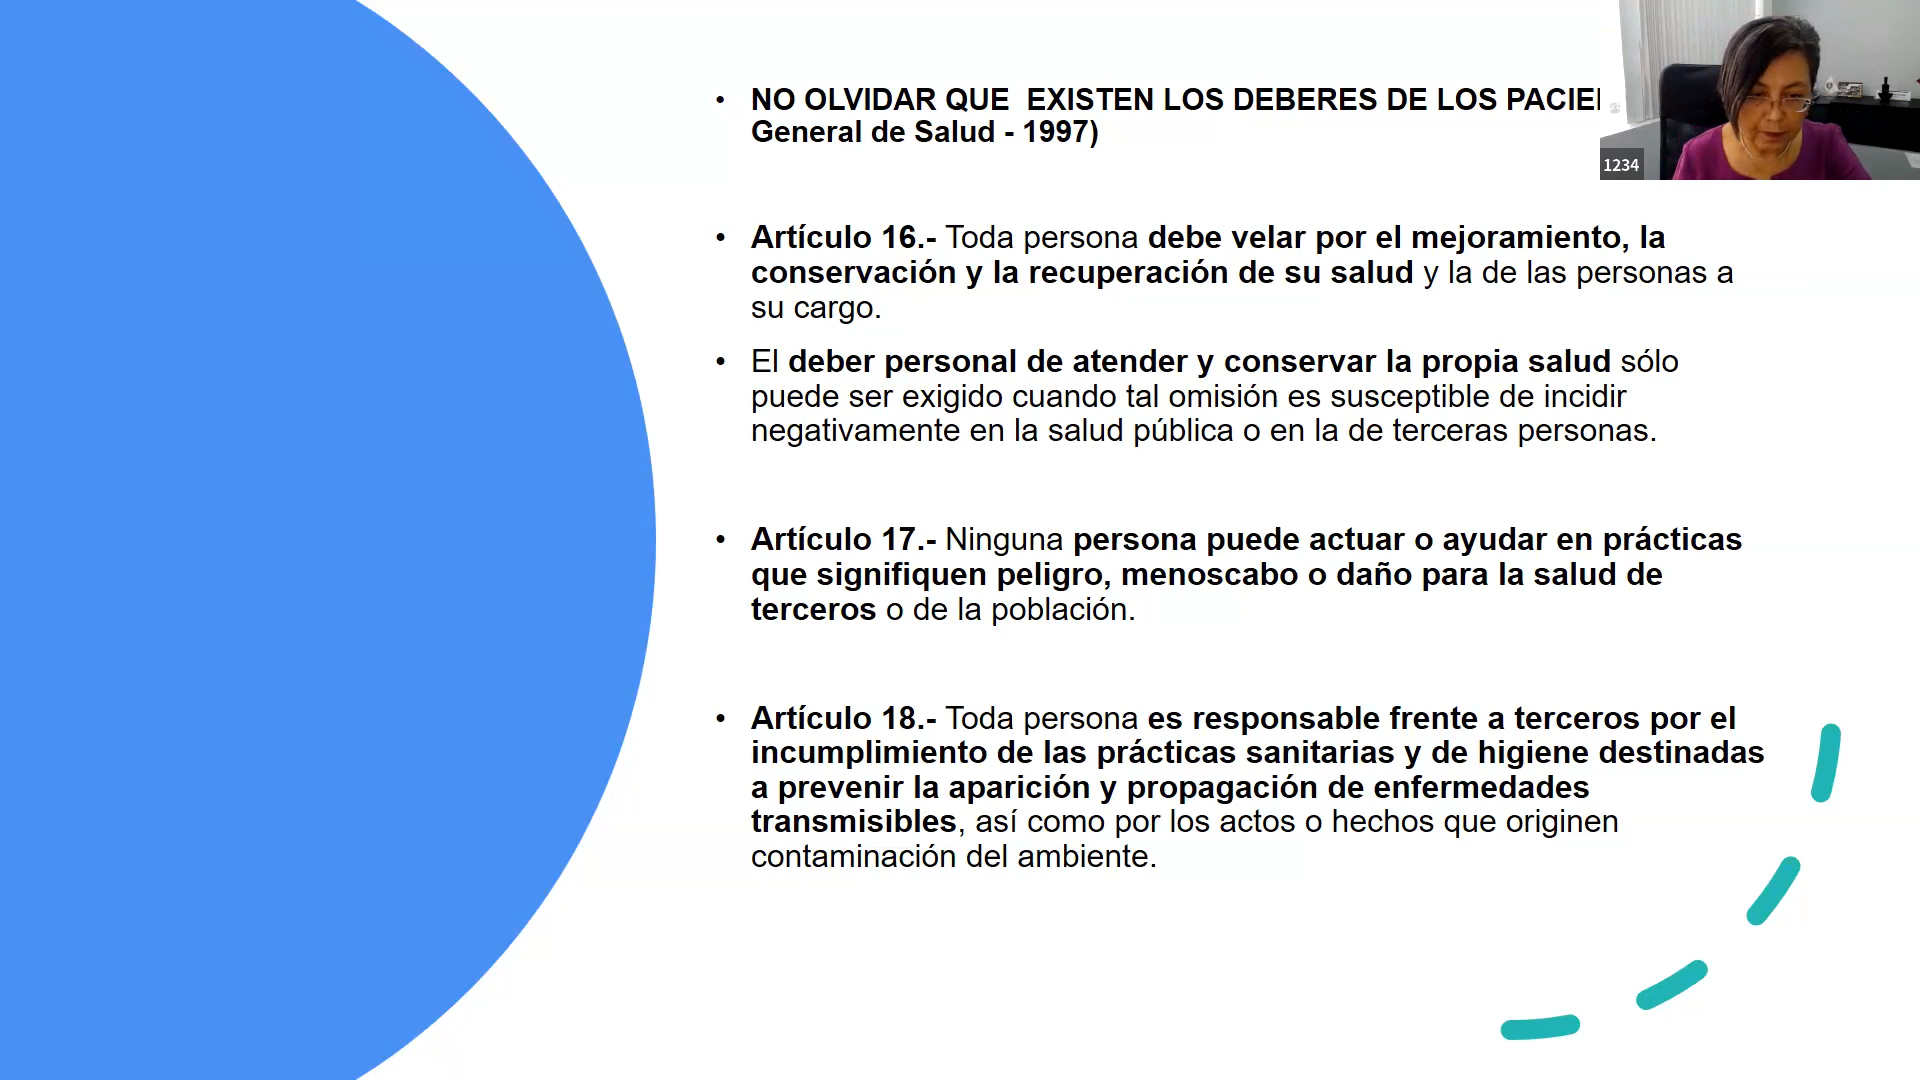 • NO OLVIDAR QUE  EXISTEN LOS DEBERES DE LOS
General de Salud - 1997)
1234
• Artículo 16.- Toda persona debe velar por el mejoramiento, la
conservación y la recuperación de su salud y la de las personas a
su cargo.
• El deber personal de atender y conservar la propia salud sólo
puede ser exigido cuando tal omisión es susceptible de incidir
negativamente en la salud pública o en la de terceras personas.
• Artículo 17.- Ninguna persona puede actuar o ayudar en prácticas
que signifiquen peligro, menoscabo o daño para la salud de
terceros o de la población.
• Artículo 18.- Toda persona es responsable frente a terceros por el
incumplimiento de las prácticas sanitarias y de higiene destinadas
a prevenir la aparición y propagación de enfermedades
transmisibles, así como por los actos o hechos que originen
contaminación del ambiente.